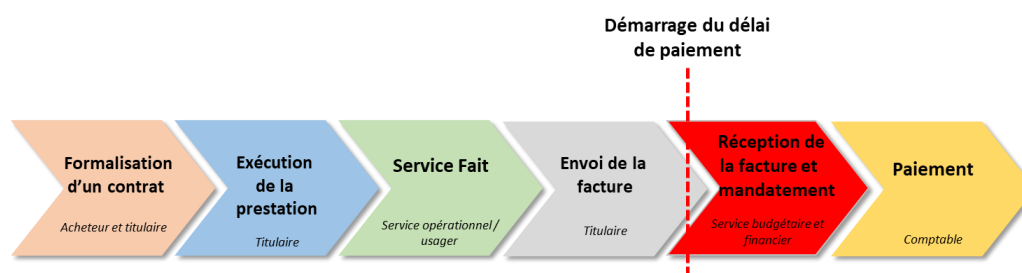 Démarrage du délai
de paiement
Formalisation
d'un contrat
Acheteur et titulaire
Exécution
de la
prestation
Titulaire
Service Fait
Service opérationnel /
usager
Envoi de la
facture
Titulaire
Réception de
la facture et
mandatement
Service budgétaire et
financier
Paiement
Comptable